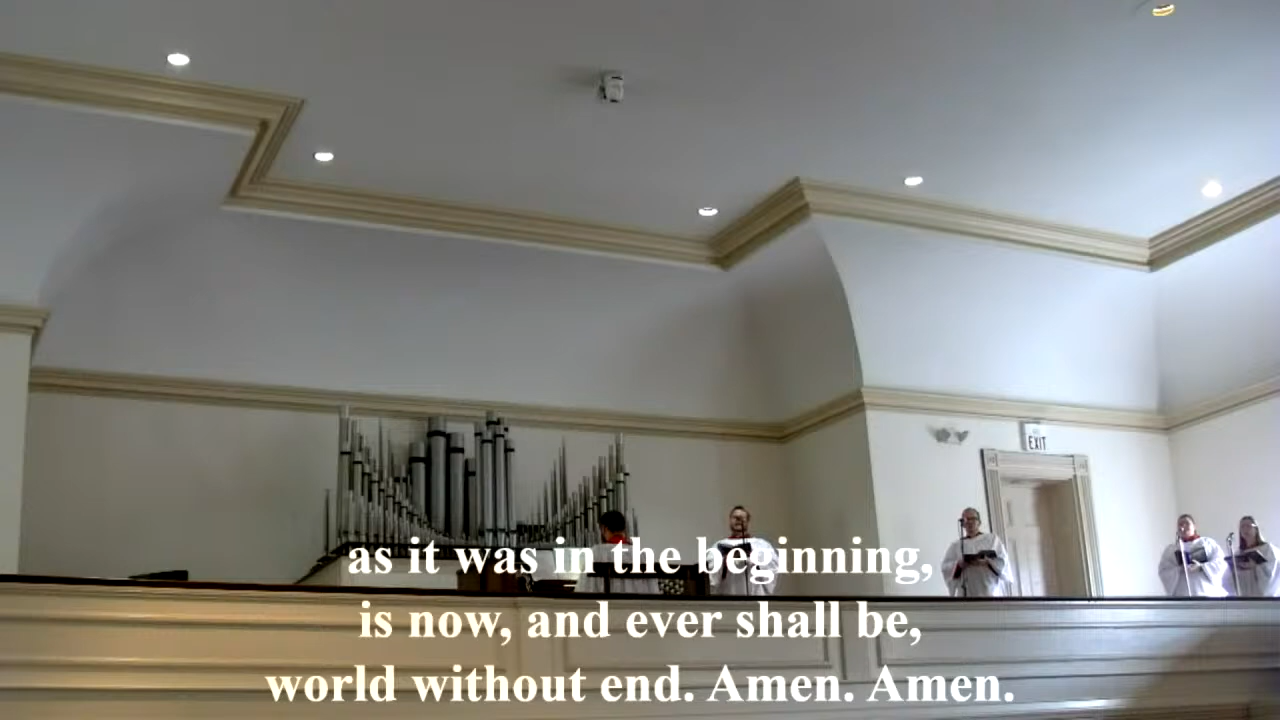 EXIT
as it was in the beginning,
is now, and ever shall be,
world without end. Amen. Amen.